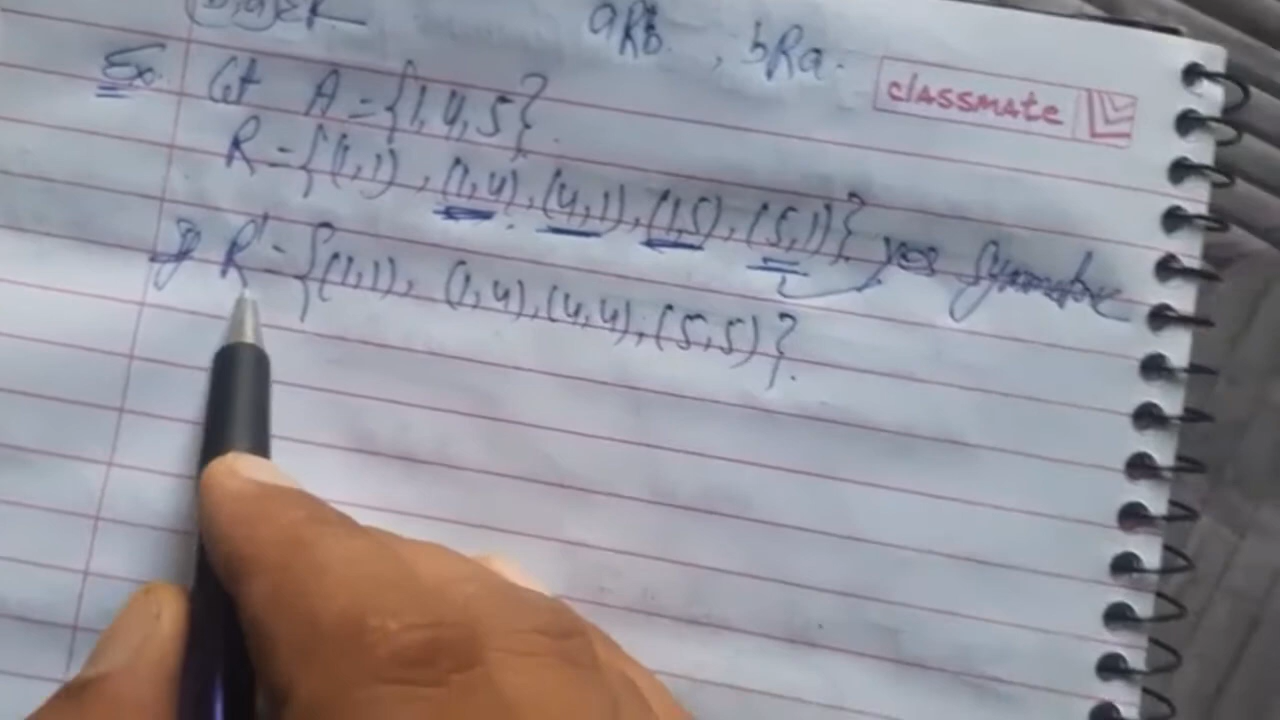 (b,a)∈R aRb , bRa.
classmate
Ex. Let A = {1,4,5}.
R = {(1,1), (1,4), (4,1), (1,5), (5,1)} yes Symmetric
R' = {(1,1), (1,4), (4,4), (5,5)}.